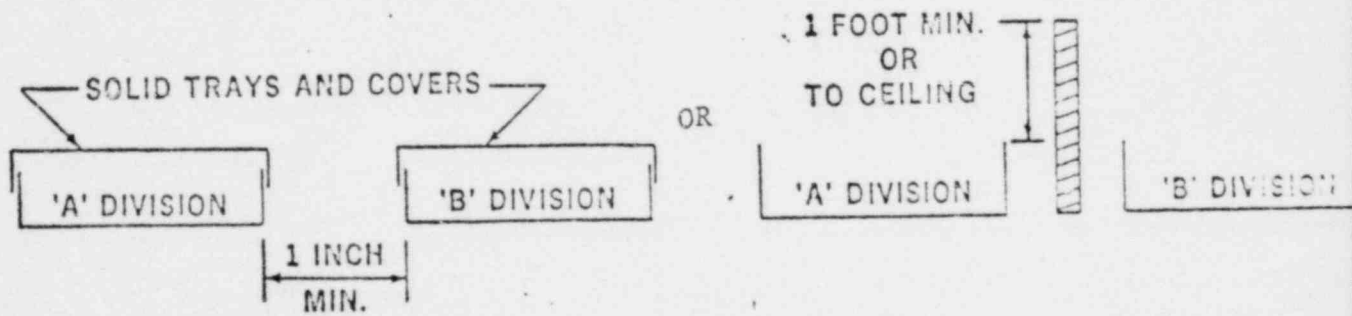 SOLID TRAYS AND COVERS
'A' DIVISION
'B' DIVISION
1 INCH
MIN.
OR
1 FOOT MIN.
OR
TO CEILING
'A' DIVISION
'B' DIVISION